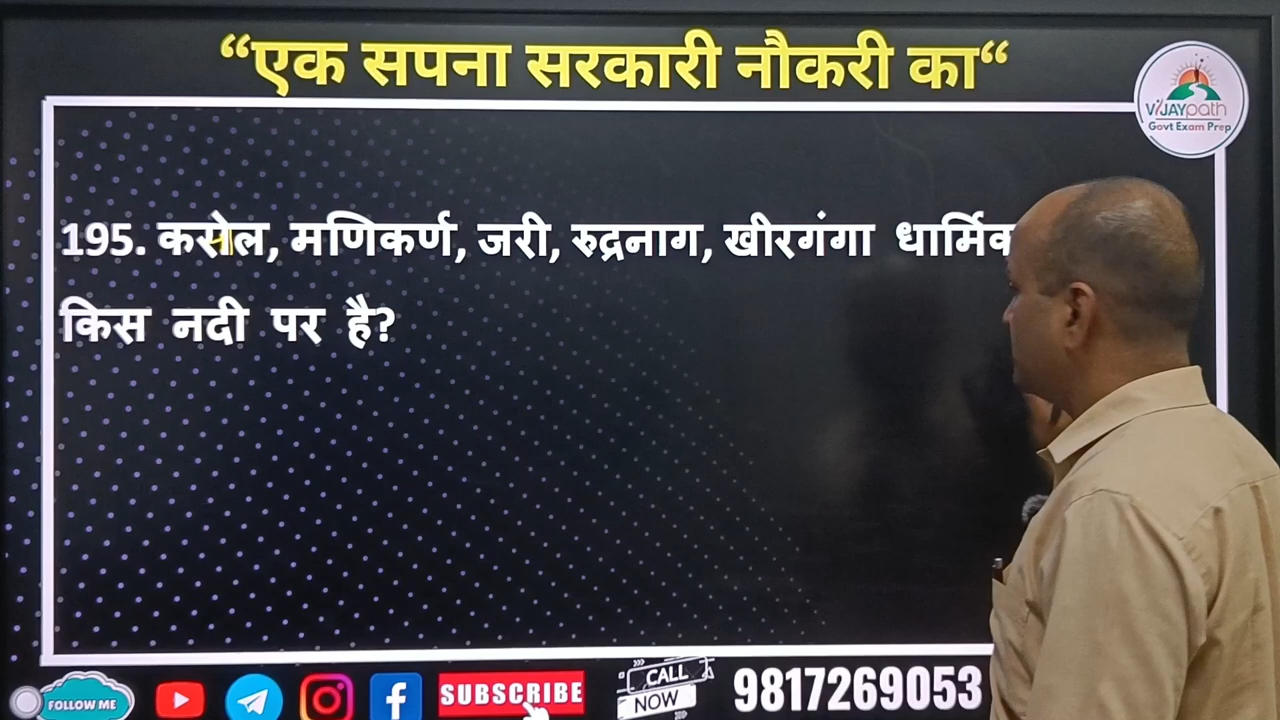 “एक सपना सरकारी नौकरी का“
VIJAYpath
Govt Exam Prep
195. कसोल, मणिकर्ण, जरी, रुद्रनाग, खीरगंगा धार्मिक
किस नदी पर है?
FOLLOW ME
SUBSCRIBE
CALL
NOW
9817269053